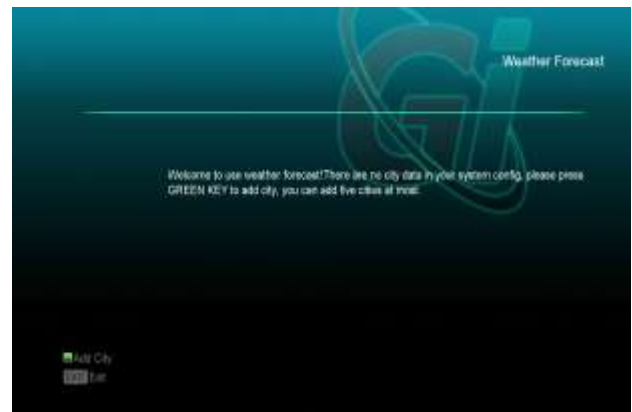 Weather Forecast
Welcome to use weather forecast!There are no city data in your system config, please press
GREEN KEY to add city, you can add five cities at most.
Add City
EXIT Exit